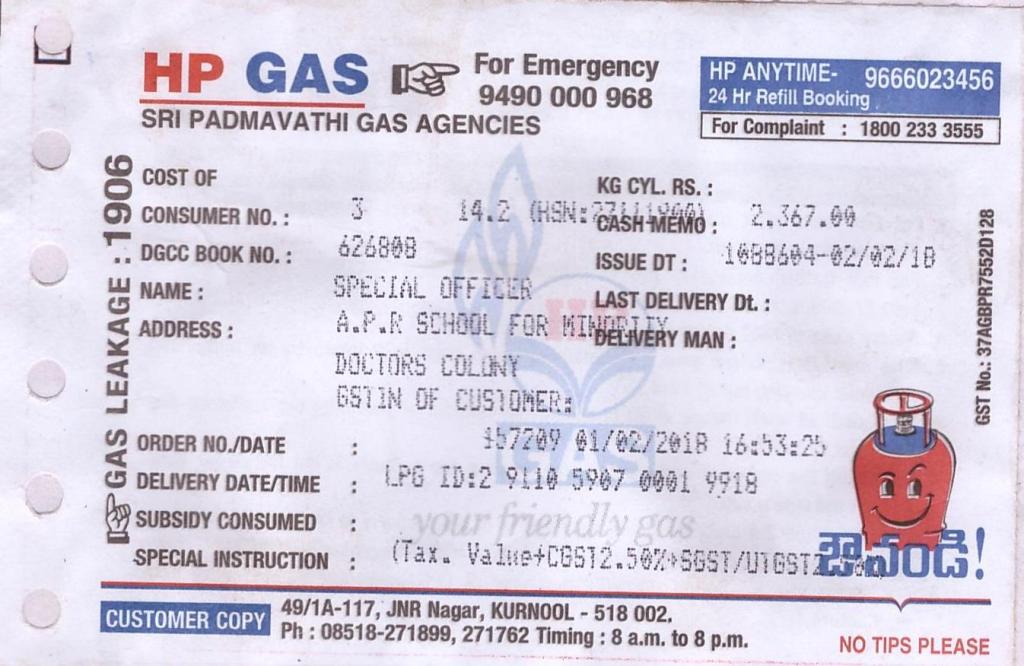 HP GAS
For Emergency
9490 000 968
HP ANYTIME- 9666023456
24 Hr Refill Booking
For Complaint : 1800 233 3555
SRI PADMAVATHI GAS AGENCIES
GAS LEAKAGE : 1906
COST OF
KG CYL. RS. :
CONSUMER NO. : 3 14.2 (HSN:27111900)
CASH MEMO : 2,367.00
DGCC BOOK NO. : 626808
ISSUE DT : 1088604-02/02/18
NAME : SPECIAL OFFICER
LAST DELIVERY Dt. :
ADDRESS : A.P.R SCHOOL FOR MINORITY
DELIVERY MAN :
DOCTORS COLONY
GSTIN OF CUSTOMER:
ORDER NO./DATE : 457209 01/02/2018 16:53:25
DELIVERY DATE/TIME : LPG ID:2 9110 5907 0001 9918
SUBSIDY CONSUMED :
SPECIAL INSTRUCTION : (Tax. Value+CGST2.50%+SGST/UTGST
HP
GAS
your friendly gas
GST No.: 37AGBPR7552D128
బాగుండి!
CUSTOMER COPY
49/1A-117, JNR Nagar, KURNOOL - 518 002.
Ph : 08518-271899, 271762 Timing : 8 a.m. to 8 p.m.
NO TIPS PLEASE